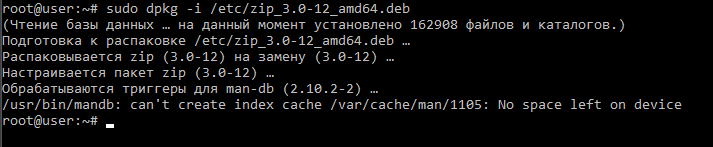 root@user:~# sudo dpkg -i /etc/zip_3.0-12_amd64.deb
(Чтение базы данных … на данный момент установлено 162908 файлов и каталогов.)
Подготовка к распаковке /etc/zip_3.0-12_amd64.deb …
Распаковывается zip (3.0-12) на замену (3.0-12) …
Настраивается пакет zip (3.0-12) …
Обрабатываются триггеры для man-db (2.10.2-2) …
/usr/bin/mandb: can't create index cache /var/cache/man/1105: No space left on device
root@user:~#